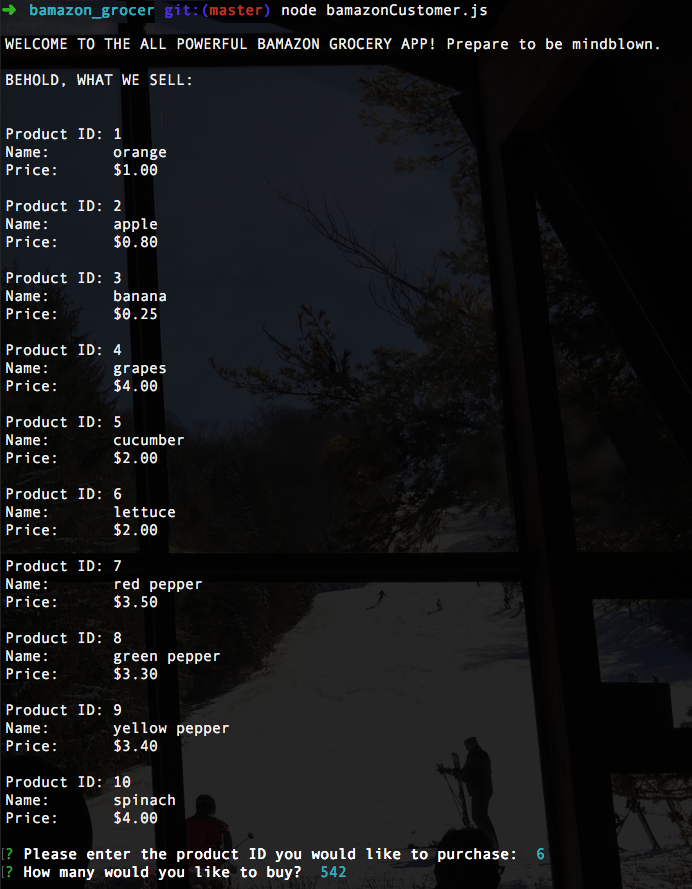 ➜ bamazon_grocer git:(master) node bamazonCustomer.js
WELCOME TO THE ALL POWERFUL BAMAZON GROCERY APP! Prepare to be mindblown.
BEHOLD, WHAT WE SELL:
Product ID: 1
Name: orange
Price: $1.00
Product ID: 2
Name: apple
Price: $0.80
Product ID: 3
Name: banana
Price: $0.25
Product ID: 4
Name: grapes
Price: $4.00
Product ID: 5
Name: cucumber
Price: $2.00
Product ID: 6
Name: lettuce
Price: $2.00
Product ID: 7
Name: red pepper
Price: $3.50
Product ID: 8
Name: green pepper
Price: $3.30
Product ID: 9
Name: yellow pepper
Price: $3.40
Product ID: 10
Name: spinach
Price: $4.00
[? Please enter the product ID you would like to purchase: 6
[? How many would you like to buy? 542